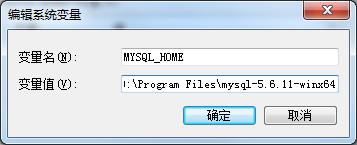 编辑系统变量
变量名(N): MYSQL_HOME
变量值(V): :\Program Files\mysql-5.6.11-winx64
确定 取消